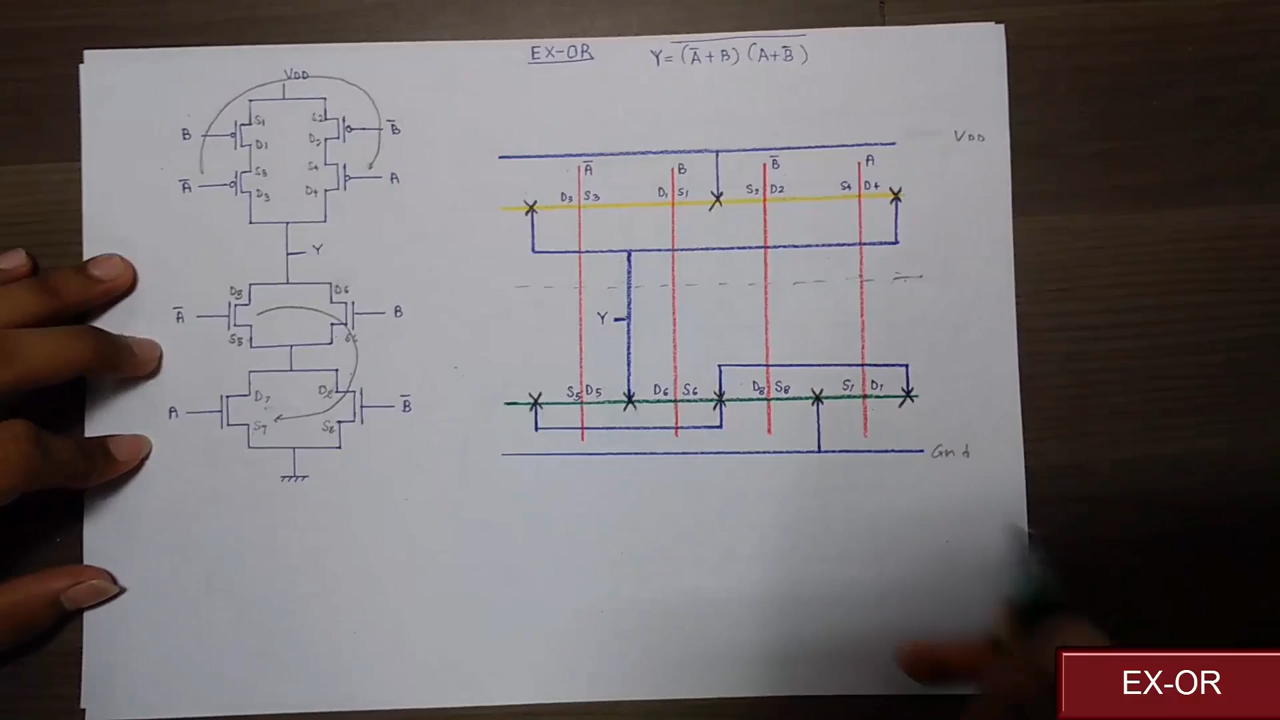 EX-OR
Y = \overline{(Ā+B) (A+B̄)}
VDD
B S1 S2 B̄
D1 D2
Ā S3 S4 A
D3 D4
Y
D5 D6
Ā B
S5
A D7 D8 B̄
S7 S8
VDD
Ā B B̄ A
D3 S3 D1 S1 S2 D2 S4 D4
Y
S5 D5 D6 S6 D8 S8 S7 D7
Gnd
EX-OR